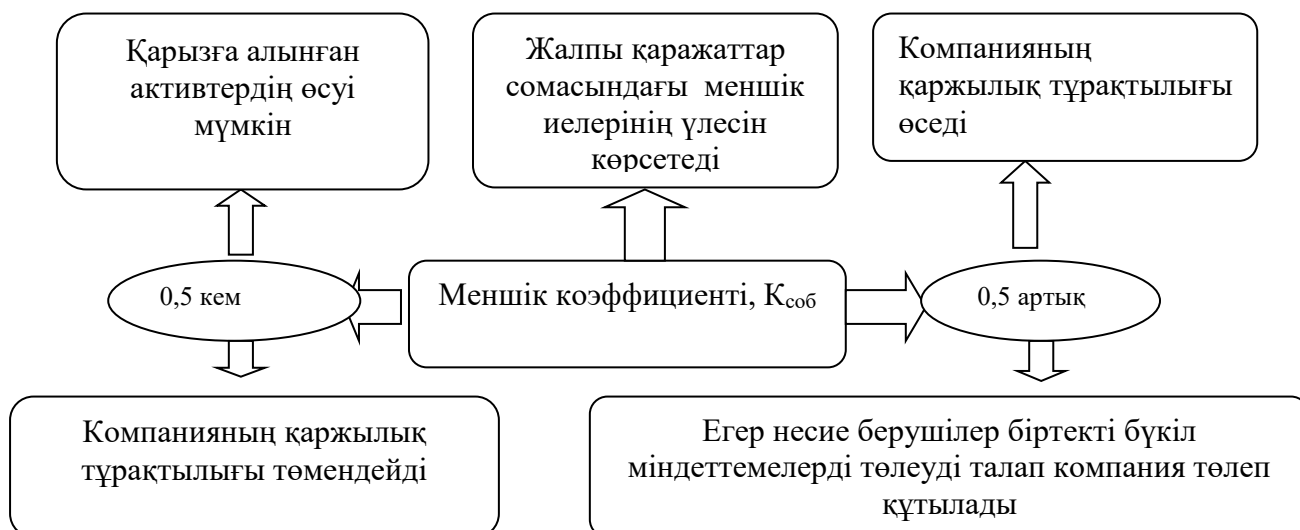 Қарызға алынған
активтердің өсуі
мүмкін
Жалпы қаражаттар
сомасындағы меншік
иелерінің үлесін
көрсетеді
Компанияның
қаржылық тұрақтылығы
өседі
0,5 кем
Меншік коэффициенті, Ксоб
0,5 артық
Компанияның қаржылық
тұрақтылығы төмендейді
Егер несие берушілер біртекті бүкіл
міндеттемелерді төлеуді талап компания төлеп
құтылады